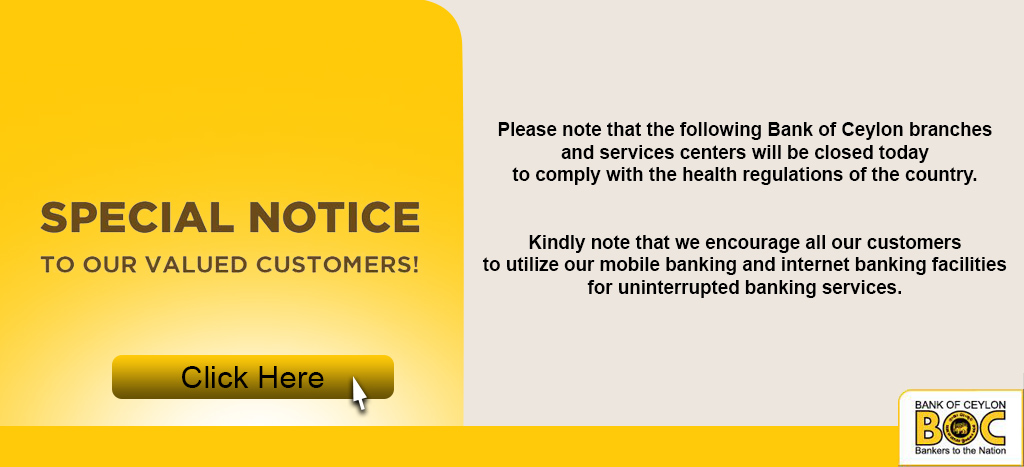 SPECIAL NOTICE
TO OUR VALUED CUSTOMERS!
Click Here
Please note that the following Bank of Ceylon branches
and services centers will be closed today
to comply with the health regulations of the country.
Kindly note that we encourage all our customers
to utilize our mobile banking and internet banking facilities
for uninterrupted banking services.
BANK OF CEYLON
BOC
Bankers to the Nation